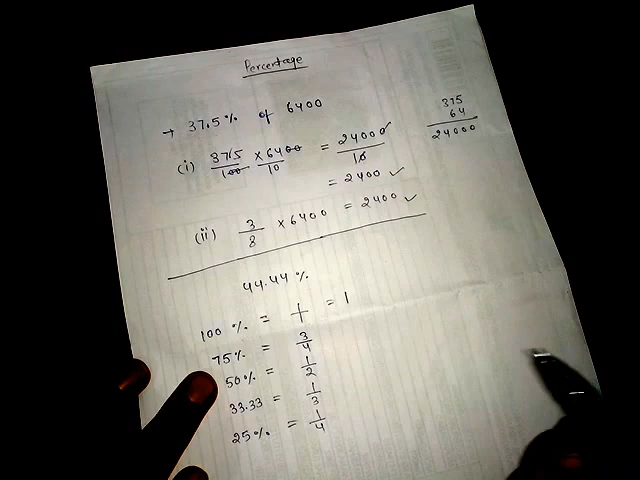 Percentage
→ 37.5% of 6400
375
64
24000
(i) 375/100 × 6400/10 = 24000/10
= 2400 ✓
(ii) 3/8 × 6400 = 2400 ✓
44.44%
100% = 1/1 = 1
75% = 3/4
50% = 1/2
33.33 = 1/3
25% = 1/4